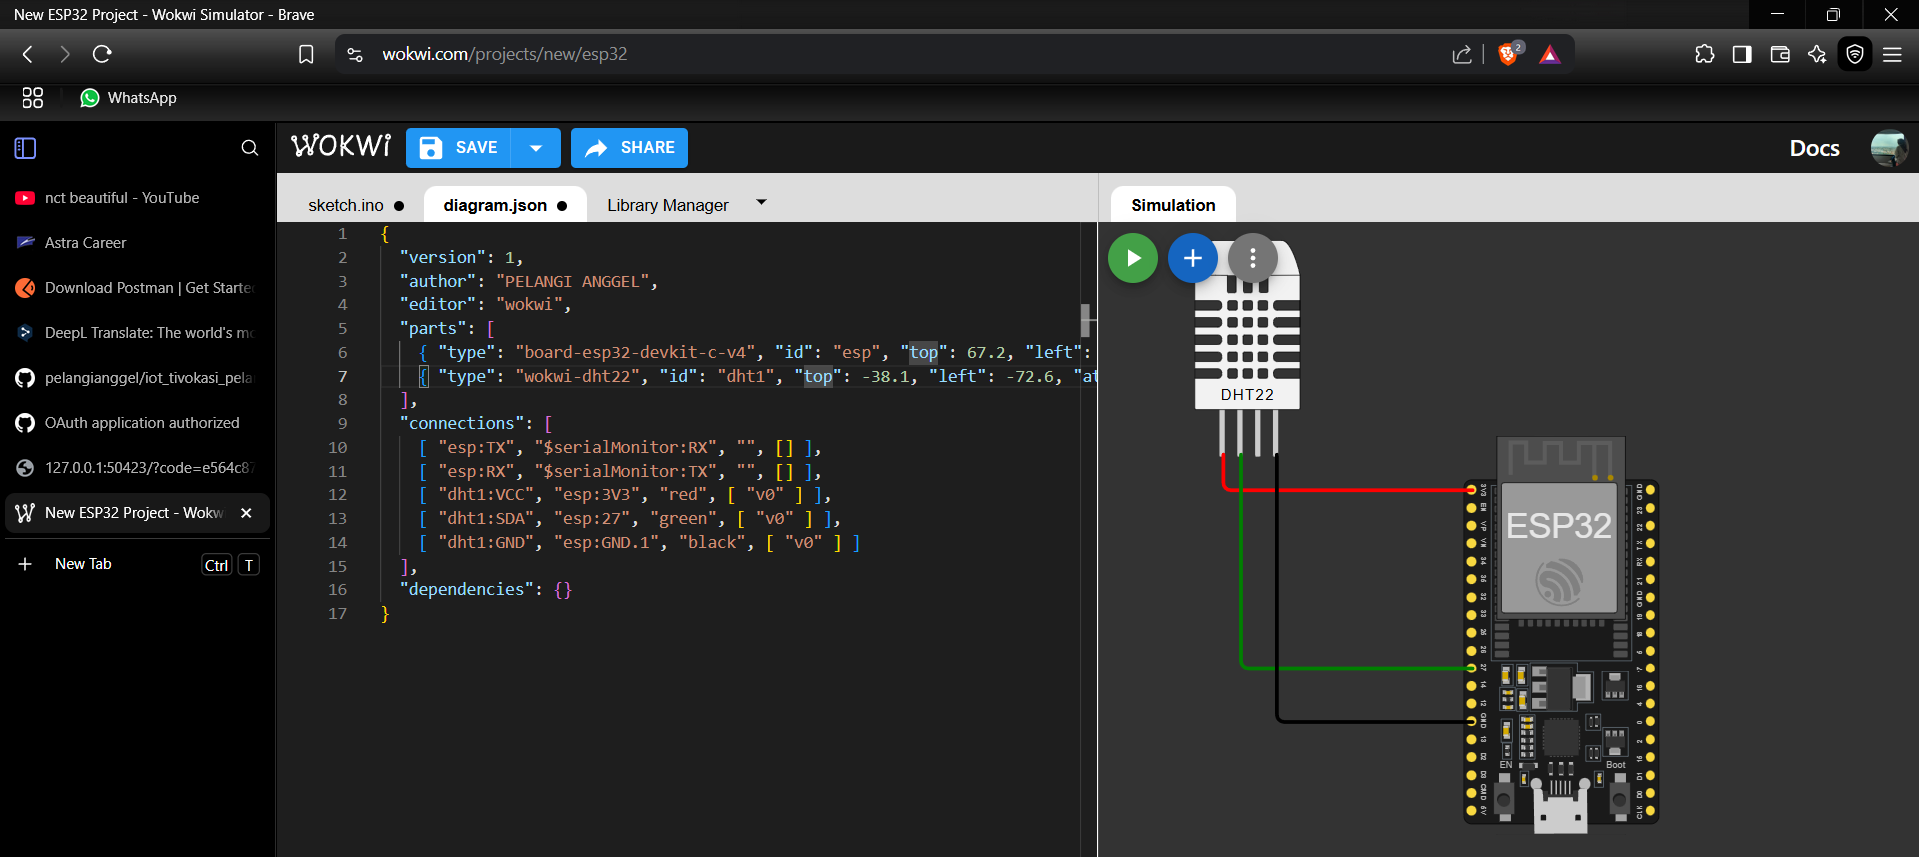 New ESP32 Project - Wokwi Simulator - Brave
wokwi.com/projects/new/esp32
2
WhatsApp
nct beautiful - YouTube
Astra Career
Download Postman | Get Starte
DeepL Translate: The world's m
pelangianggel/iot_tivokasi_pela
OAuth application authorized
127.0.0.1:50423/?code=e564c87
New ESP32 Project - Wokw
New Tab
Ctrl T
WOKWi
SAVE
SHARE
Docs
sketch.ino
diagram.json
Library Manager
Simulation
1 {
2 "version": 1,
3 "author": "PELANGI ANGGEL",
4 "editor": "wokwi",
5 "parts": [
6 { "type": "board-esp32-devkit-c-v4", "id": "esp", "top": 67.2, "left":
7 { "type": "wokwi-dht22", "id": "dht1", "top": -38.1, "left": -72.6, "at
8 ],
9 "connections": [
10 [ "esp:TX", "$serialMonitor:RX", "", [] ],
11 [ "esp:RX", "$serialMonitor:TX", "", [] ],
12 [ "dht1:VCC", "esp:3V3", "red", [ "v0" ] ],
13 [ "dht1:SDA", "esp:27", "green", [ "v0" ] ],
14 [ "dht1:GND", "esp:GND.1", "black", [ "v0" ] ]
15 ],
16 "dependencies": {}
17 }
DHT22
ESP32
EN
Boot